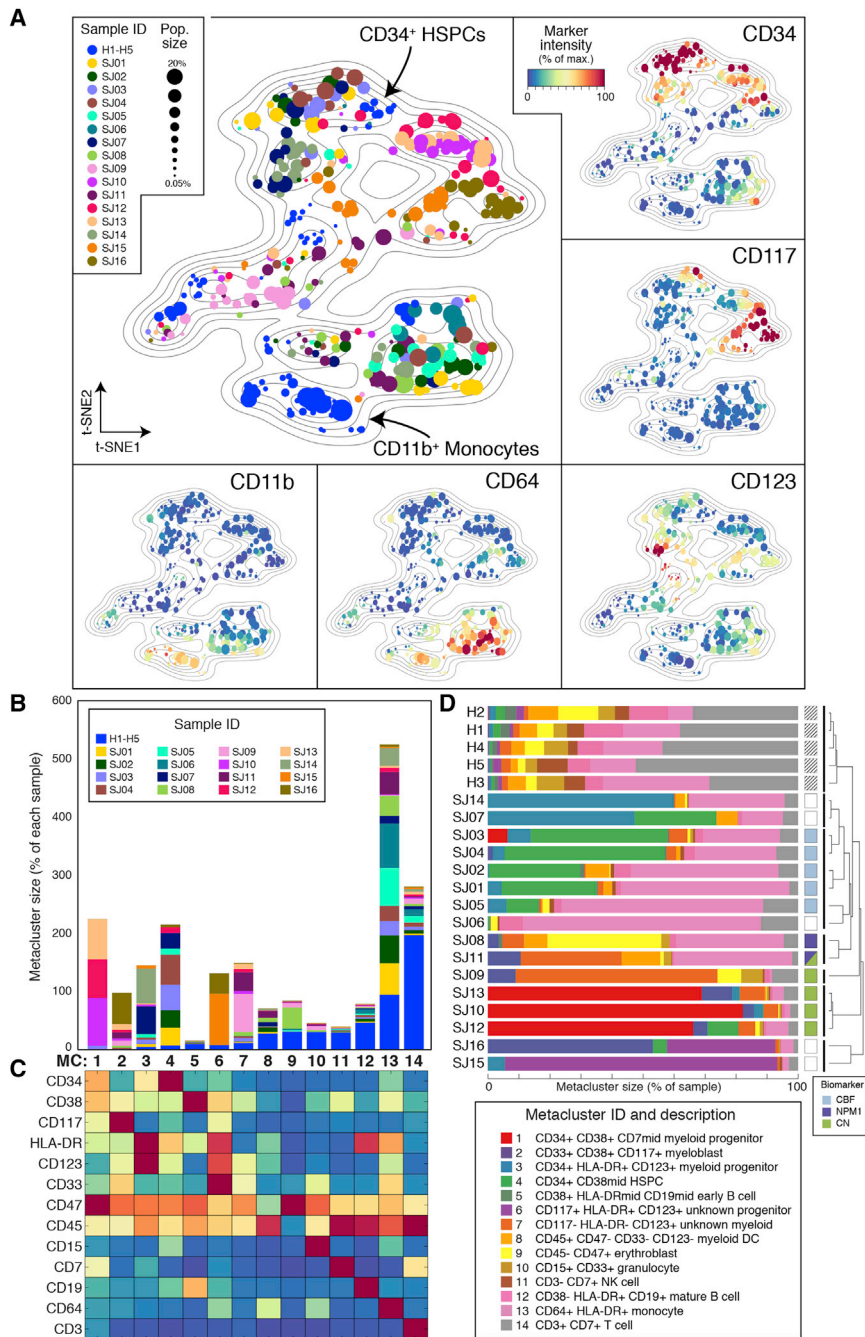 A
Sample ID
Pop. size
H1-H5
SJ01
SJ02
SJ03
SJ04
SJ05
SJ06
SJ07
SJ08
SJ09
SJ10
SJ11
SJ12
SJ13
SJ14
SJ15
SJ16
20%
0.05%
CD34+ HSPCs
CD11b+ Monocytes
t-SNE2
t-SNE1
Marker intensity (% of max.)
0 100
CD34
CD117
CD11b
CD64
CD123
B
Metacluster size (% of each sample)
600
500
400
300
200
100
0
Sample ID
H1-H5
SJ01 SJ05 SJ09 SJ13
SJ02 SJ06 SJ10 SJ14
SJ03 SJ07 SJ11 SJ15
SJ04 SJ08 SJ12 SJ16
MC: 1 2 3 4 5 6 7 8 9 10 11 12 13 14
C
CD34
CD38
CD117
HLA-DR
CD123
CD33
CD47
CD45
CD15
CD7
CD19
CD64
CD3
D
H2
H1
H4
H5
H3
SJ14
SJ07
SJ03
SJ04
SJ02
SJ01
SJ05
SJ06
SJ08
SJ11
SJ09
SJ13
SJ10
SJ12
SJ16
SJ15
0 Metacluster size (% of sample) 100
Biomarker
CBF
NPM1
CN
Metacluster ID and description
1 CD34+ CD38+ CD7mid myeloid progenitor
2 CD33+ CD38+ CD117+ myeloblast
3 CD34+ HLA-DR+ CD123+ myeloid progenitor
4 CD34+ CD38mid HSPC
5 CD38+ HLA-DRmid CD19mid early B cell
6 CD117+ HLA-DR+ CD123+ unknown progenitor
7 CD117- HLA-DR- CD123+ unknown myeloid
8 CD45+ CD47- CD33- CD123- myeloid DC
9 CD45- CD47+ erythroblast
10 CD15+ CD33+ granulocyte
11 CD3- CD7+ NK cell
12 CD38- HLA-DR+ CD19+ mature B cell
13 CD64+ HLA-DR+ monocyte
14 CD3+ CD7+ T cell